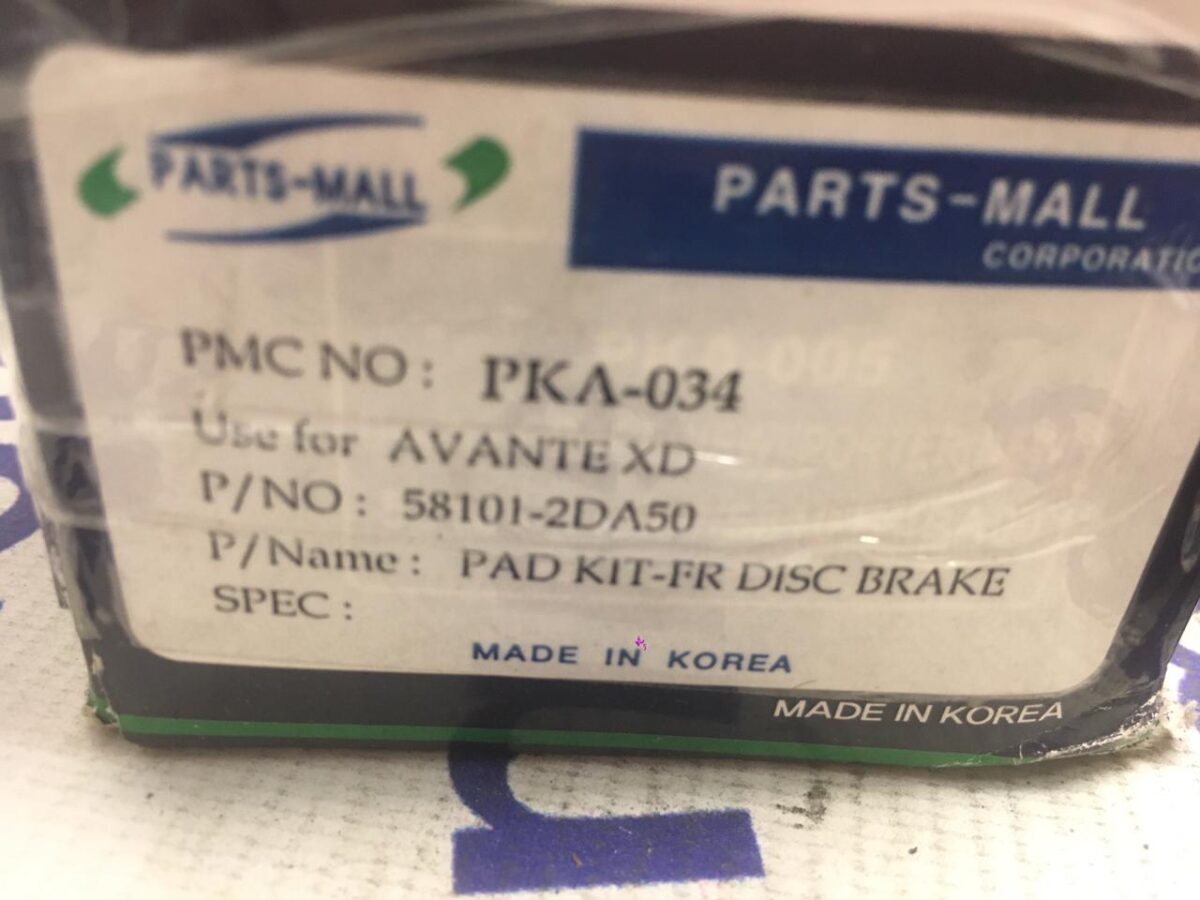 PARTS-MALL
PARTS-MALL
CORPORATIO
PMC NO : PKA-034
Use for AVANTE XD
P/NO : 58101-2DA50
P/Name : PAD KIT-FR DISC BRAKE
SPEC :
MADE IN KOREA
MADE IN KOREA